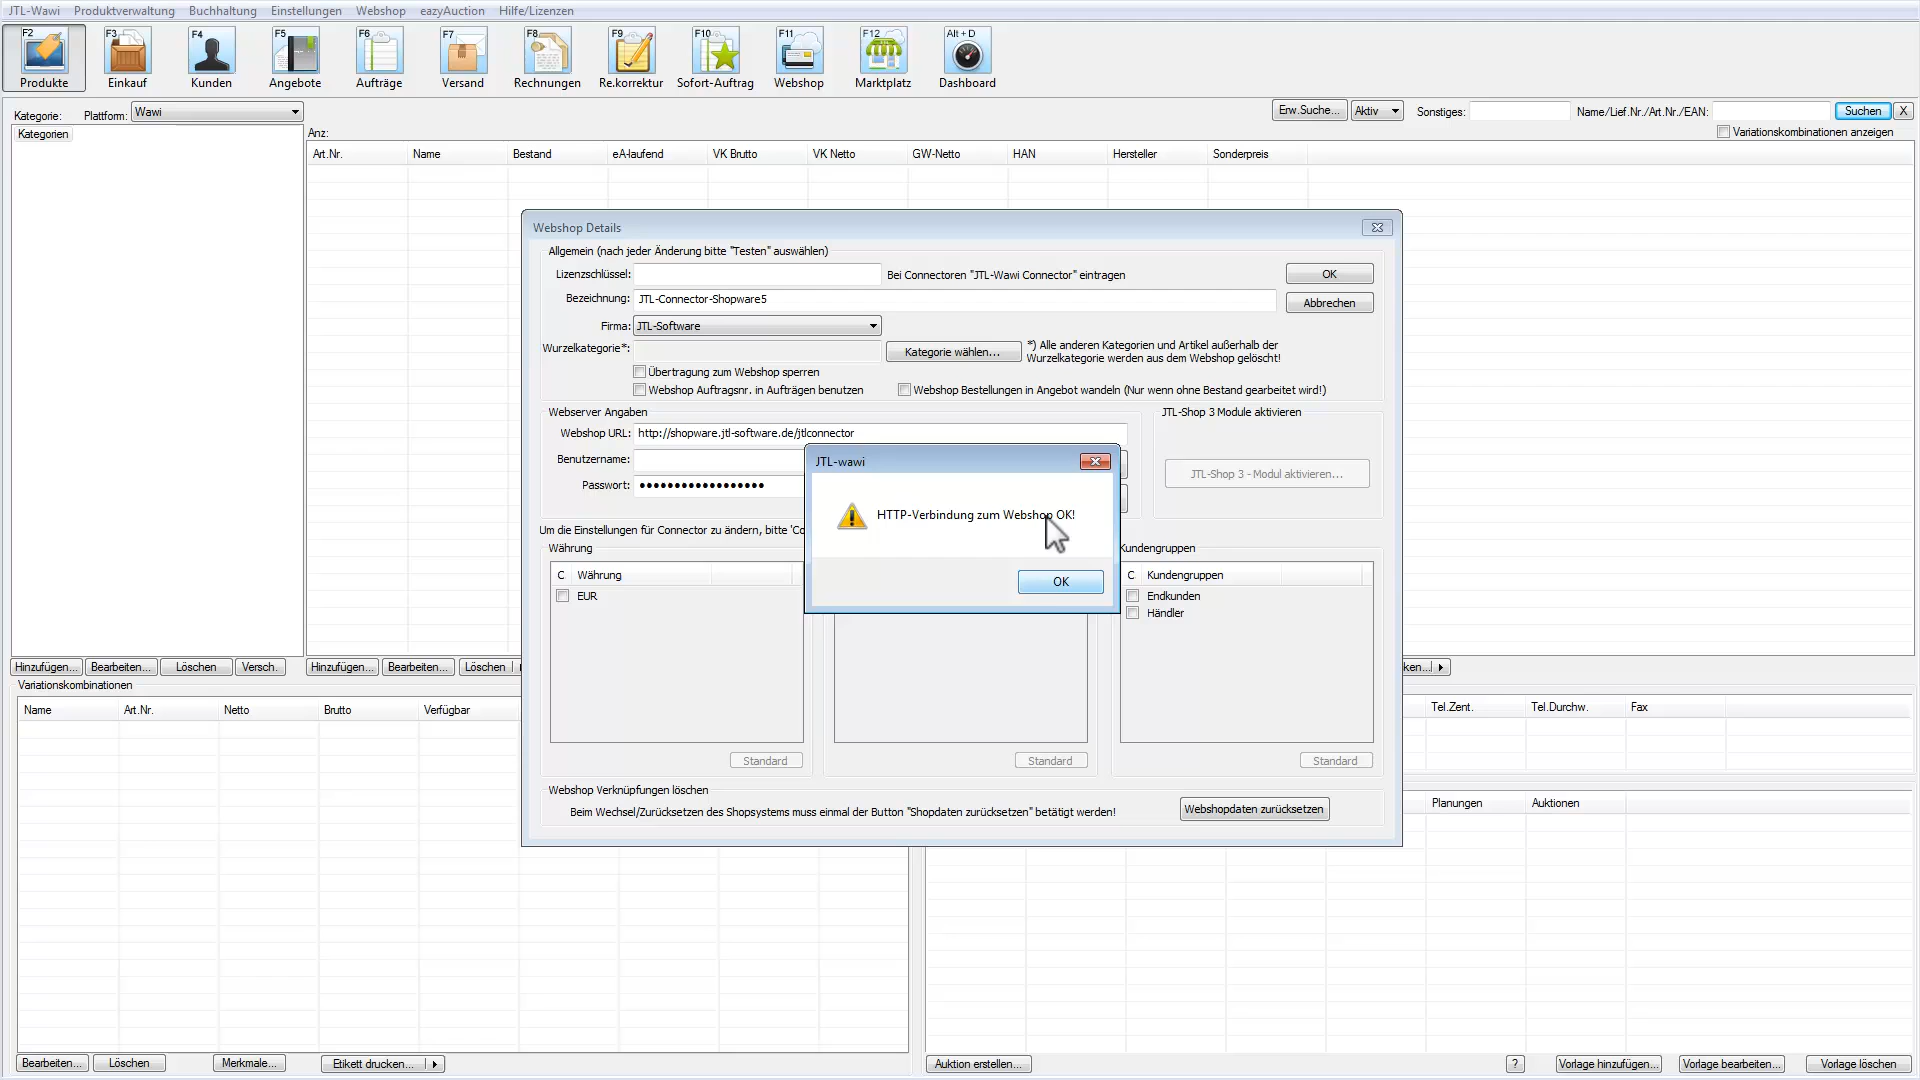 JTL-Wawi Produktverwaltung Buchhaltung Einstellungen Webshop eazyAuction Hilfe/Lizenzen
F2 F3 F4 F5 F6 F7 F8 F9 F10 F11 F12 Alt + D
Produkte Einkauf Kunden Angebote Aufträge Versand Rechnungen Re.korrektur Sofort-Auftrag Webshop Marktplatz Dashboard
Kategorie: Plattform: Wawi
Erw.Suche... Aktiv Sonstiges: Name/Lief.Nr./Art.Nr./EAN: Suchen X
Kategorien
Anz:
Variationskombinationen anzeigen
Art.Nr. Name Bestand eA-laufend VK Brutto VK Netto GW-Netto HAN Hersteller Sonderpreis
Webshop Details
Allgemein (nach jeder Änderung bitte "Testen" auswählen)
Lizenzschlüssel: Bei Connectoren "JTL-Wawi Connector" eintragen
OK
Bezeichnung: JTL-Connector-Shopware5
Abbrechen
Firma: JTL-Software
Wurzelkategorie*: Kategorie wählen...
*) Alle anderen Kategorien und Artikel außerhalb der
Wurzelkategorie werden aus dem Webshop gelöscht!
Übertragung zum Webshop sperren
Webshop Auftragsnr. in Aufträgen benutzen
Webshop Bestellungen in Angebot wandeln (Nur wenn ohne Bestand gearbeitet wird!)
Webserver Angaben
JTL-Shop 3 Module aktivieren
Webshop URL: http://shopware.jtl-software.de/jtlconnector
Benutzername:
Passwort: ••••••••••••••••••
JTL-Shop 3 - Modul aktivieren...
JTL-wawi
HTTP-Verbindung zum Webshop OK!
OK
Um die Einstellungen für Connector zu ändern, bitte 'Co
Währung
Kundengruppen
C Währung
C Kundengruppen
EUR
Endkunden
Händler
Standard Standard Standard
Webshop Verknüpfungen löschen
Beim Wechsel/Zurücksetzen des Shopsystems muss einmal der Button "Shopdaten zurücksetzen" betätigt werden!
Webshopdaten zurücksetzen
Hinzufügen... Bearbeiten... Löschen Versch. Hinzufügen... Bearbeiten... Löschen ken...
Variationskombinationen
Name Art.Nr. Netto Brutto Verfügbar
Tel.Zent. Tel.Durchw. Fax
Planungen Auktionen
Bearbeiten... Löschen Merkmale... Etikett drucken...
Auktion erstellen... ? Vorlage hinzufügen... Vorlage bearbeiten... Vorlage löschen